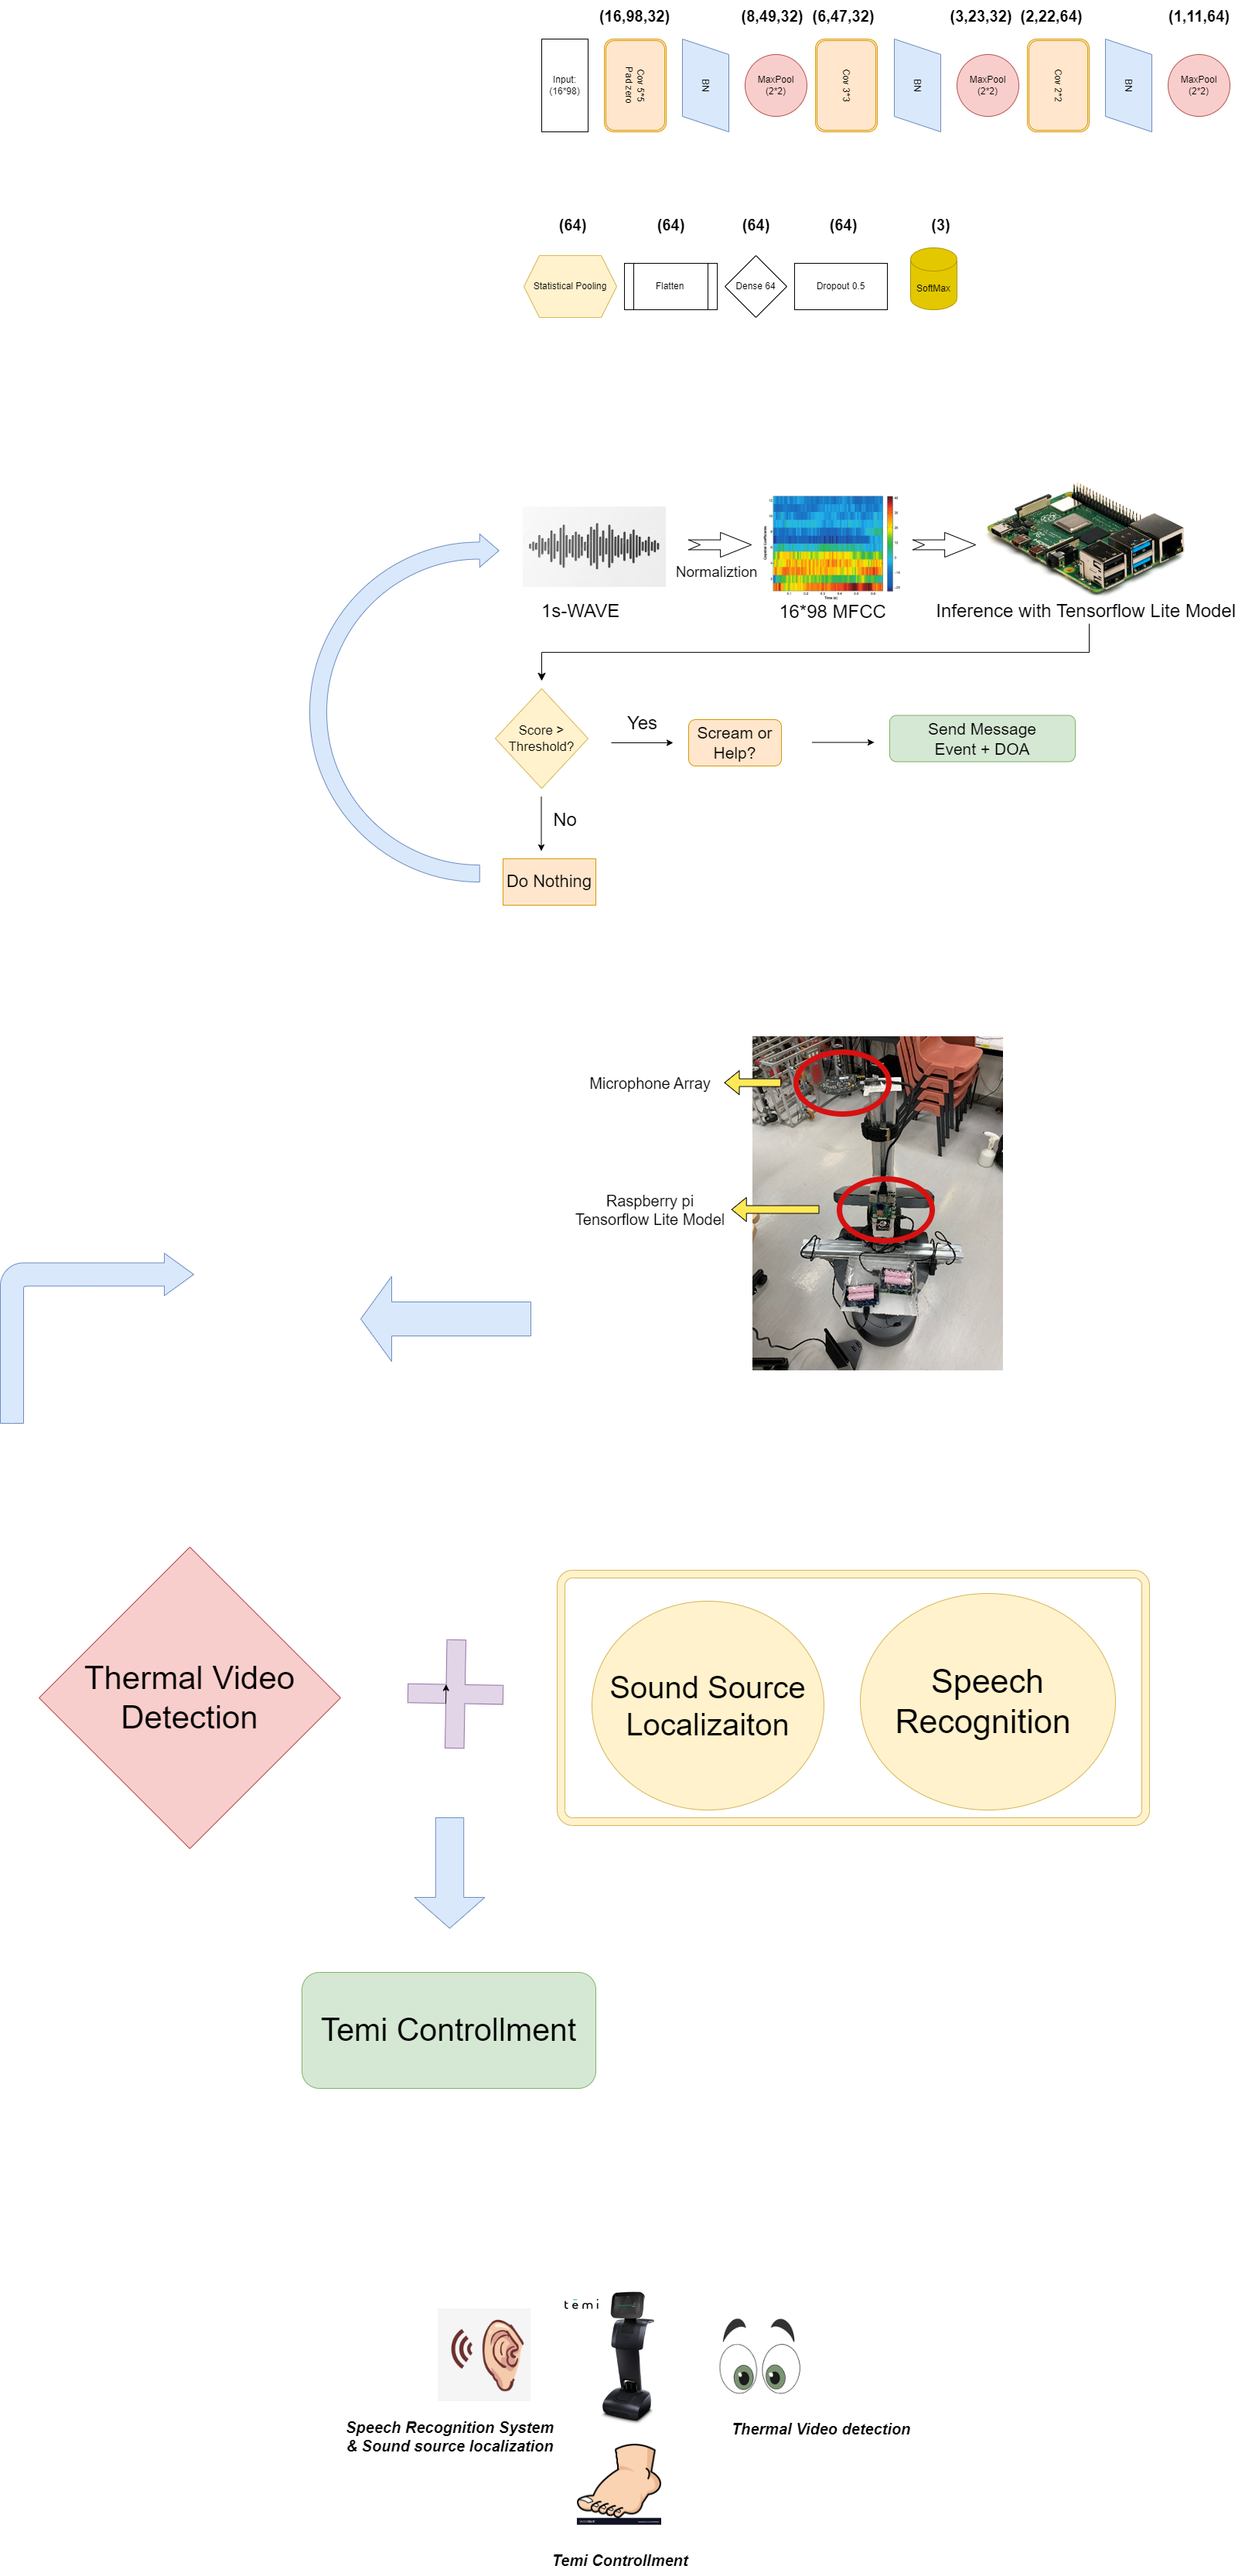 (16,98,32)
(8,49,32)
(6,47,32)
(3,23,32)
(2,22,64)
(1,11,64)
Input:
(16*98)
Cov 5*5
Pad zero
BN
MaxPool
(2*2)
Cov 3*3
BN
MaxPool
(2*2)
Cov 2*2
BN
MaxPool
(2*2)
(64)
(64)
(64)
(64)
(3)
Statistical Pooling
Flatten
Dense 64
Dropout 0.5
SoftMax
Normaliztion
1s-WAVE
16*98 MFCC
Inference with Tensorflow Lite Model
Score >
Threshold?
Yes
Scream or
Help?
Send Message
Event + DOA
No
Do Nothing
Microphone Array
Raspberry pi
Tensorflow Lite Model
Thermal Video
Detection
Sound Source
Localizaiton
Speech
Recognition
Temi Controllment
temi
Speech Recognition System
& Sound source localization
Thermal Video detection
Temi Controllment